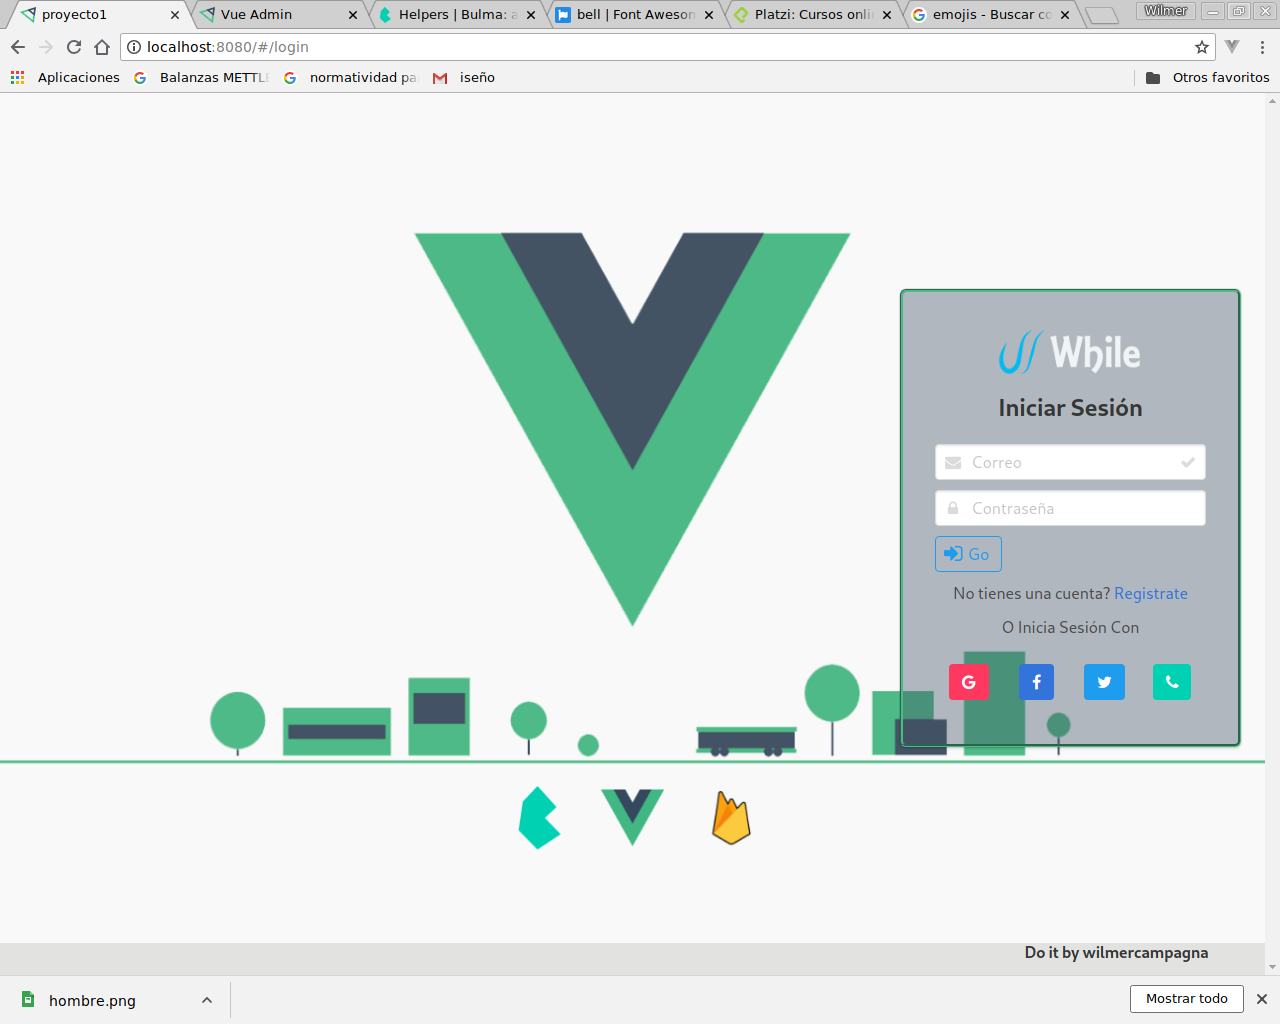 proyecto1
Vue Admin
Helpers | Bulma: a
bell | Font Aweson
Platzi: Cursos onli
emojis - Buscar co
Wilmer
localhost:8080/#/login
Aplicaciones
Balanzas METTLE
normatividad pa
iseño
Otros favoritos
While
Iniciar Sesión
Correo
Contraseña
Go
No tienes una cuenta? Registrate
O Inicia Sesión Con
Do it by wilmercampagna
hombre.png
Mostrar todo